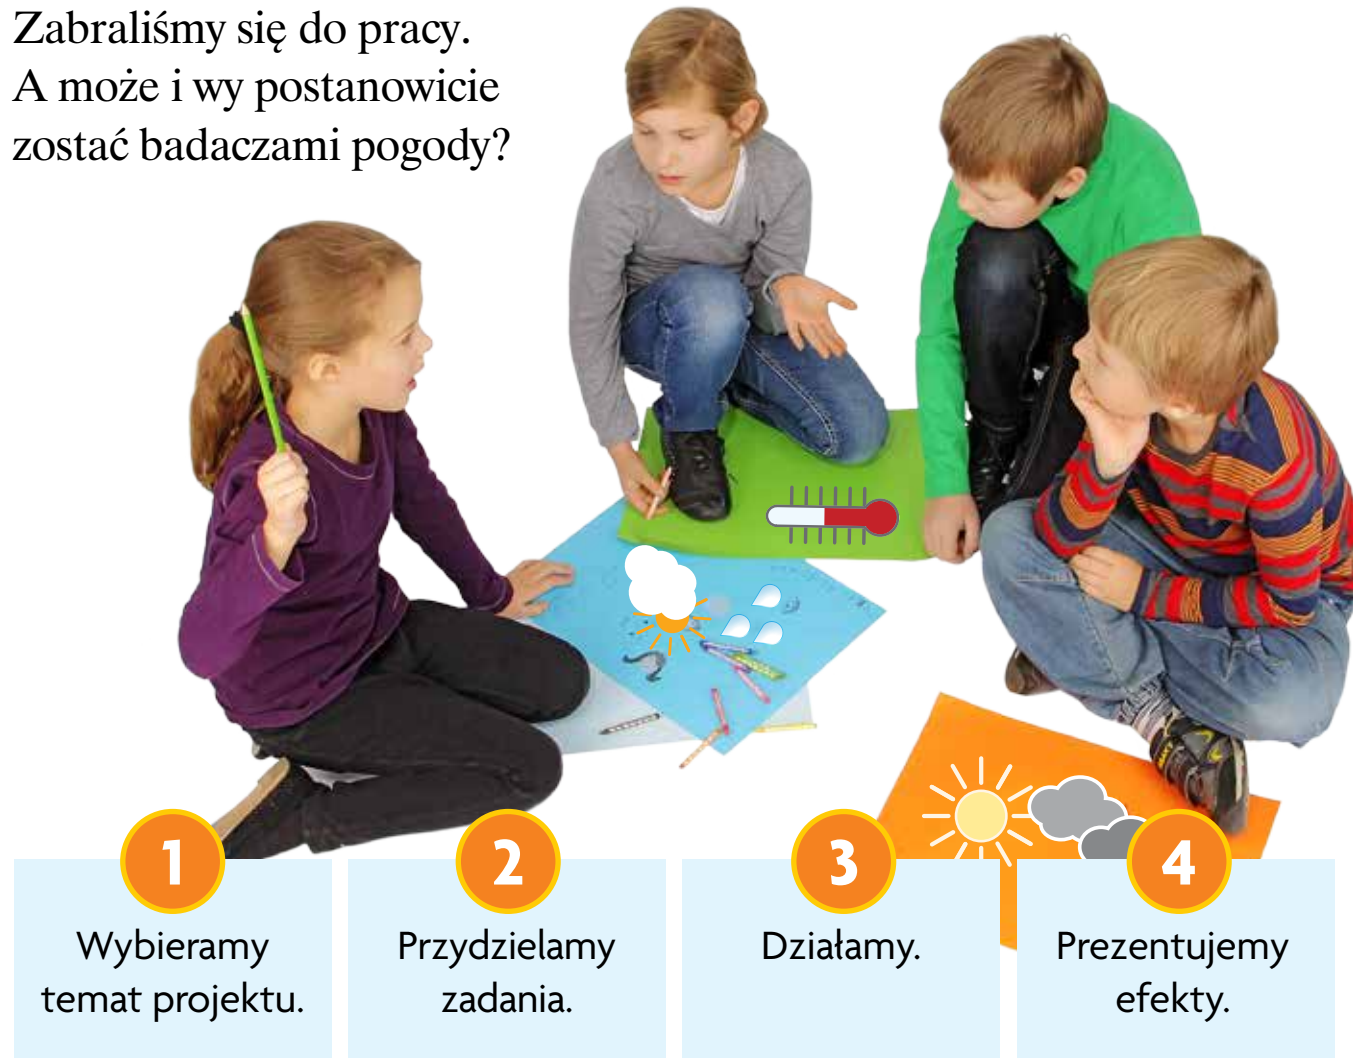 Zabraliśmy się do pracy.
A może i wy postanowicie
zostać badaczami pogody?
1
Wybieramy
temat projektu.
2
Przydzielamy
zadania.
3
Działamy.
4
Prezentujemy
efekty.